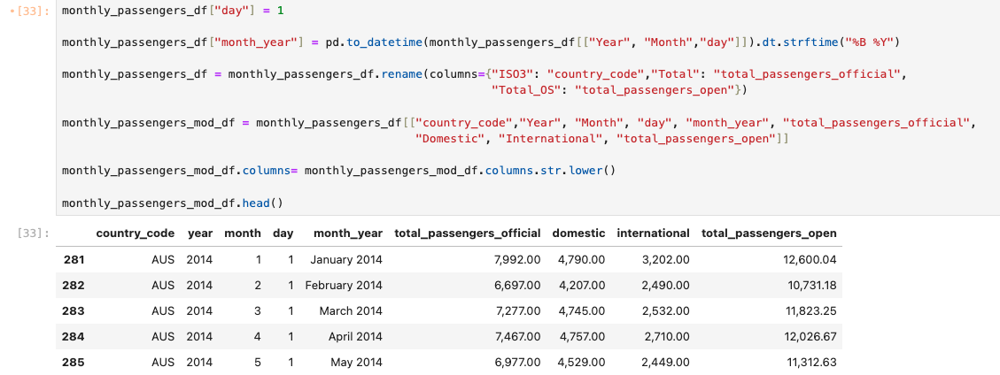 •[33]: monthly_passengers_df["day"] = 1
monthly_passengers_df["month_year"] = pd.to_datetime(monthly_passengers_df[["Year", "Month","day"]]).dt.strftime("%B %Y")
monthly_passengers_df = monthly_passengers_df.rename(columns={"ISO3": "country_code","Total": "total_passengers_official",
"Total_OS": "total_passengers_open"})
monthly_passengers_mod_df = monthly_passengers_df[["country_code","Year", "Month", "day", "month_year", "total_passengers_official",
"Domestic", "International", "total_passengers_open"]]
monthly_passengers_mod_df.columns= monthly_passengers_mod_df.columns.str.lower()
monthly_passengers_mod_df.head()
[33]: country_code year month day month_year total_passengers_official domestic international total_passengers_open
281 AUS 2014 1 1 January 2014 7,992.00 4,790.00 3,202.00 12,600.04
282 AUS 2014 2 1 February 2014 6,697.00 4,207.00 2,490.00 10,731.18
283 AUS 2014 3 1 March 2014 7,277.00 4,745.00 2,532.00 11,823.25
284 AUS 2014 4 1 April 2014 7,467.00 4,757.00 2,710.00 12,026.67
285 AUS 2014 5 1 May 2014 6,977.00 4,529.00 2,449.00 11,312.63